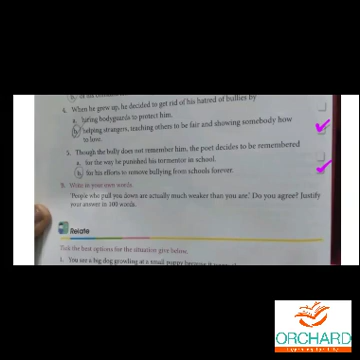 4. When he grew up, he decided to get rid of his hatred of bullies by
a. hiring bodyguards to protect him.
b. helping strangers, teaching others to be fair and showing somebody how
to love.
5. Though the bully does not remember him, the poet decides to be remembered
a. for the way he punished his tormentor in school.
b. for his efforts to remove bullying from schools forever.
B. Write in your own words.
'People who pull you down are actually much weaker than you are.' Do you agree? Justify
your answer in 100 words.
Relate
Tick the best options for the situation give below.
1. You see a big dog growling at a small puppy because it
ORCHARD